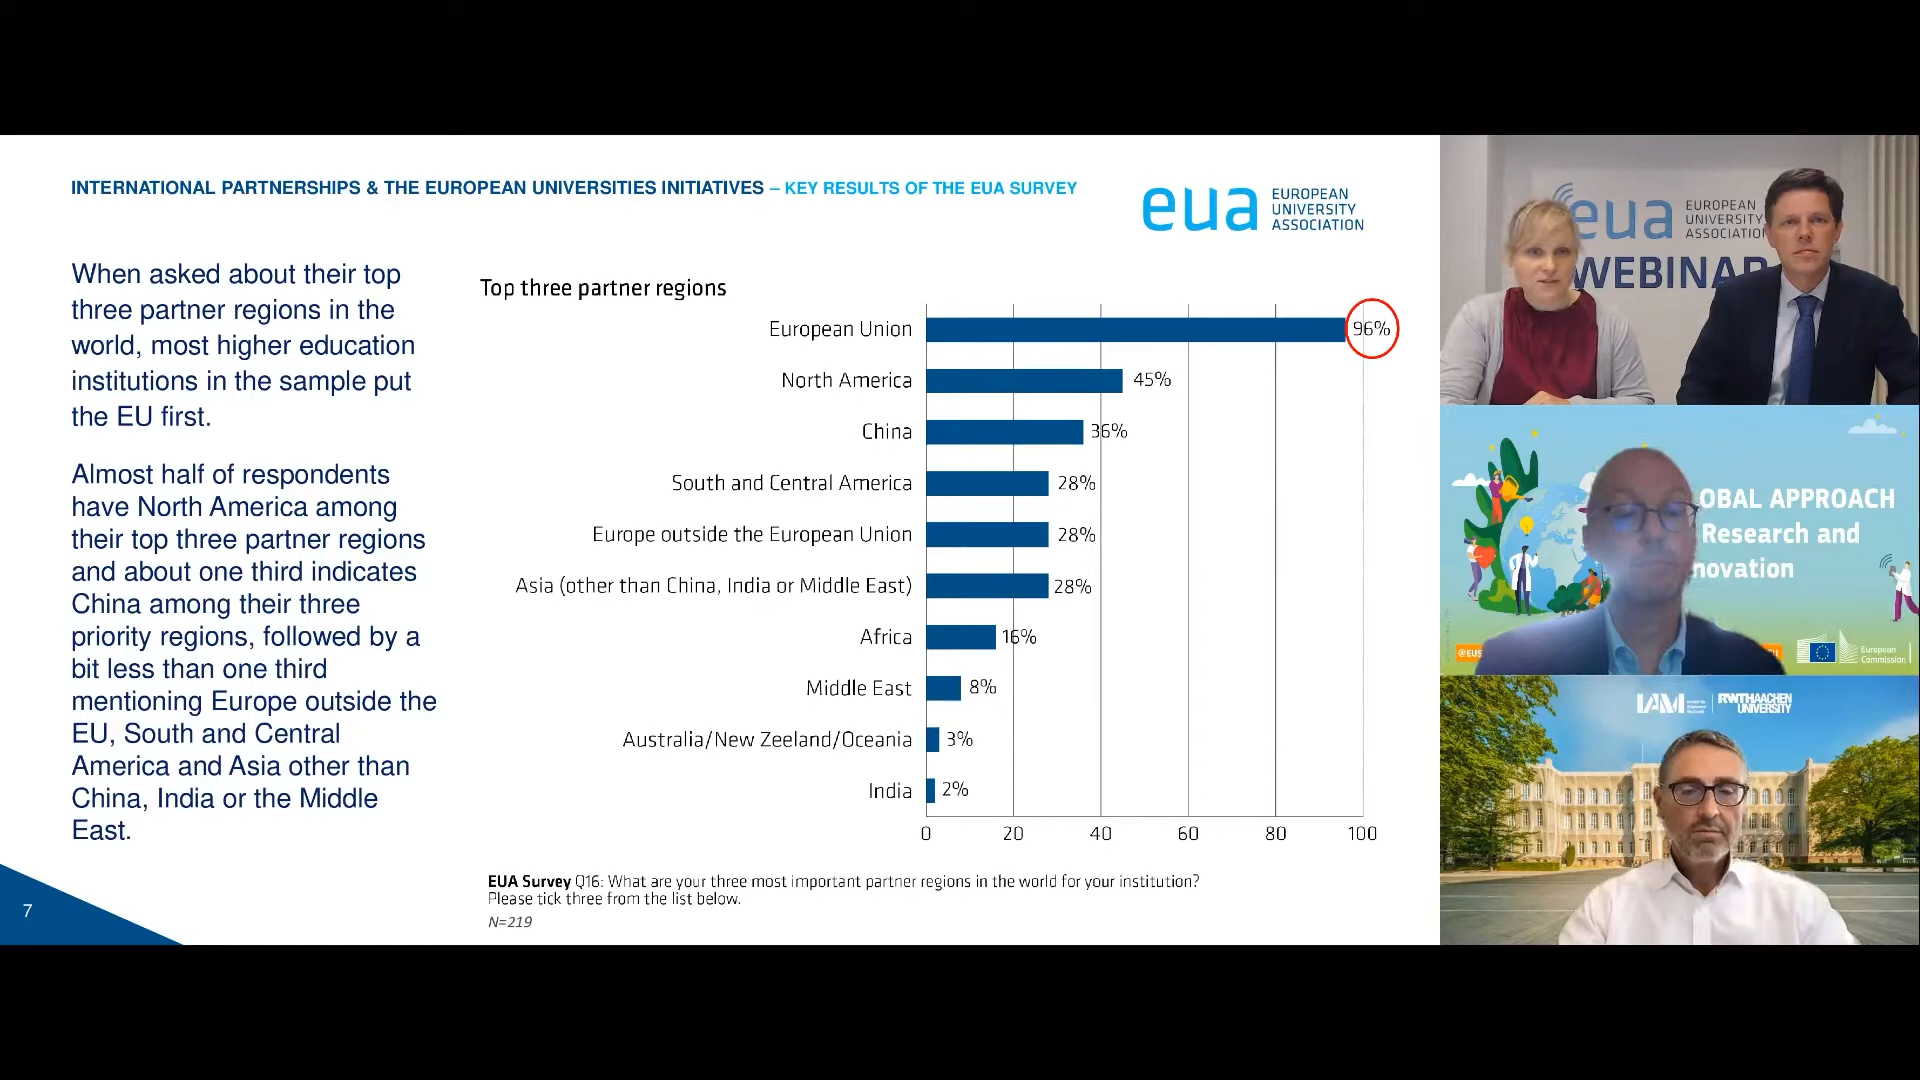 INTERNATIONAL PARTNERSHIPS & THE EUROPEAN UNIVERSITIES INITIATIVES – KEY RESULTS OF THE EUA SURVEY
eua EUROPEAN
UNIVERSITY
ASSOCIATION
When asked about their top
three partner regions in the
world, most higher education
institutions in the sample put
the EU first.
Almost half of respondents
have North America among
their top three partner regions
and about one third indicates
China among their three
priority regions, followed by a
bit less than one third
mentioning Europe outside the
EU, South and Central
America and Asia other than
China, India or the Middle
East.
7
Top three partner regions
European Union 96%
North America 45%
China 36%
South and Central America 28%
Europe outside the European Union 28%
Asia (other than China, India or Middle East) 28%
Africa 16%
Middle East 8%
Australia/New Zeeland/Oceania 3%
India 2%
0 20 40 60 80 100
EUA Survey Q16: What are your three most important partner regions in the world for your institution?
Please tick three from the list below.
N=219
eua EUROPEAN
UNIVERSITY
ASSOCIATIO
WEBINAR
OBAL APPROACH
Research and
novation
@EUS
European
Commission
IAM RWTHAACHEN
UNIVERSITY